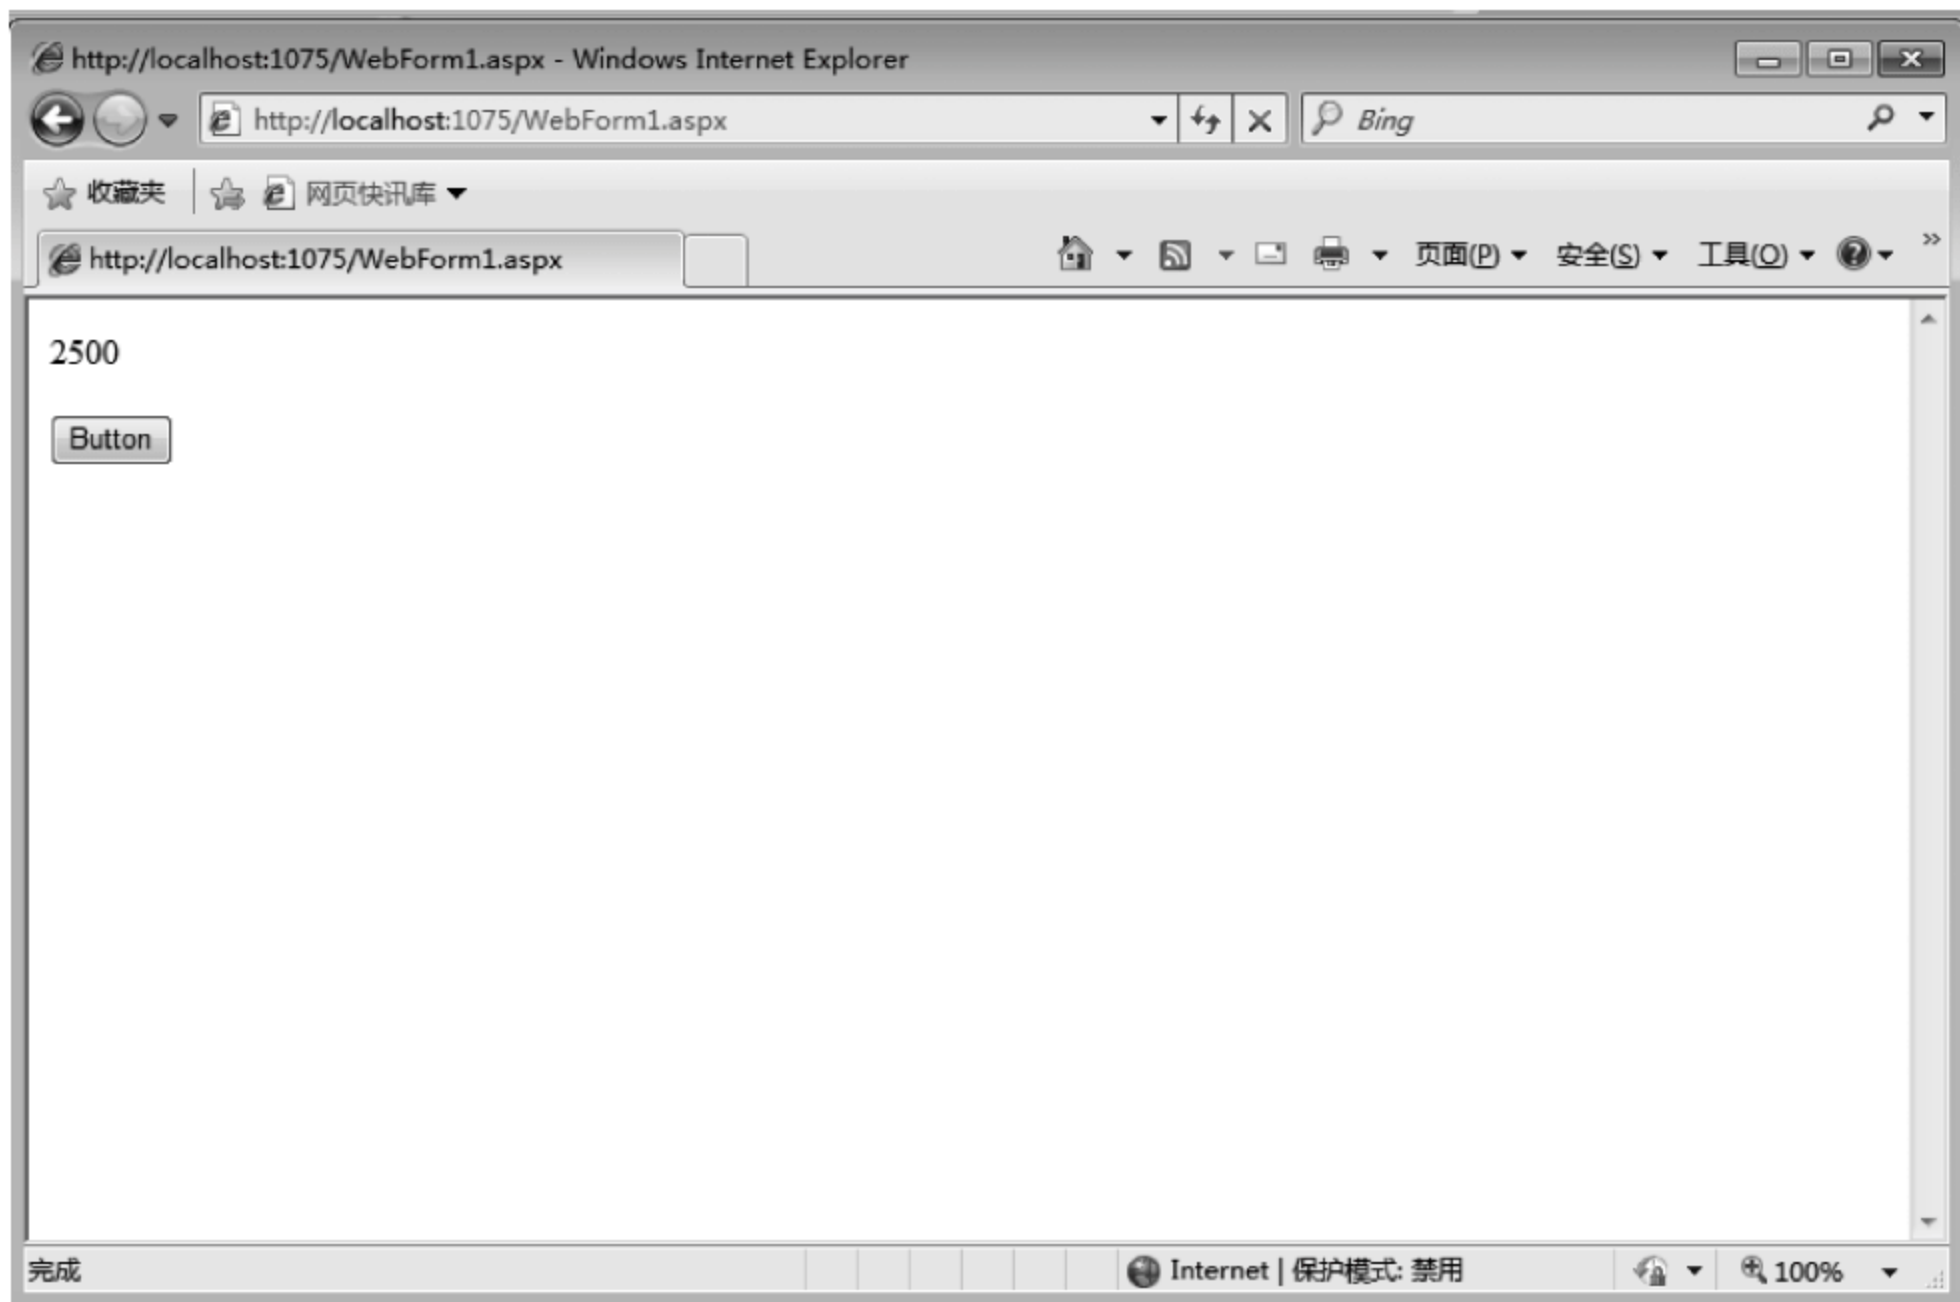 http://localhost:1075/WebForm1.aspx - Windows Internet Explorer
http://localhost:1075/WebForm1.aspx
Bing
收藏夹 网页快讯库
http://localhost:1075/WebForm1.aspx
页面(P) 安全(S) 工具(O) »
2500
Button
完成 Internet | 保护模式: 禁用 100%